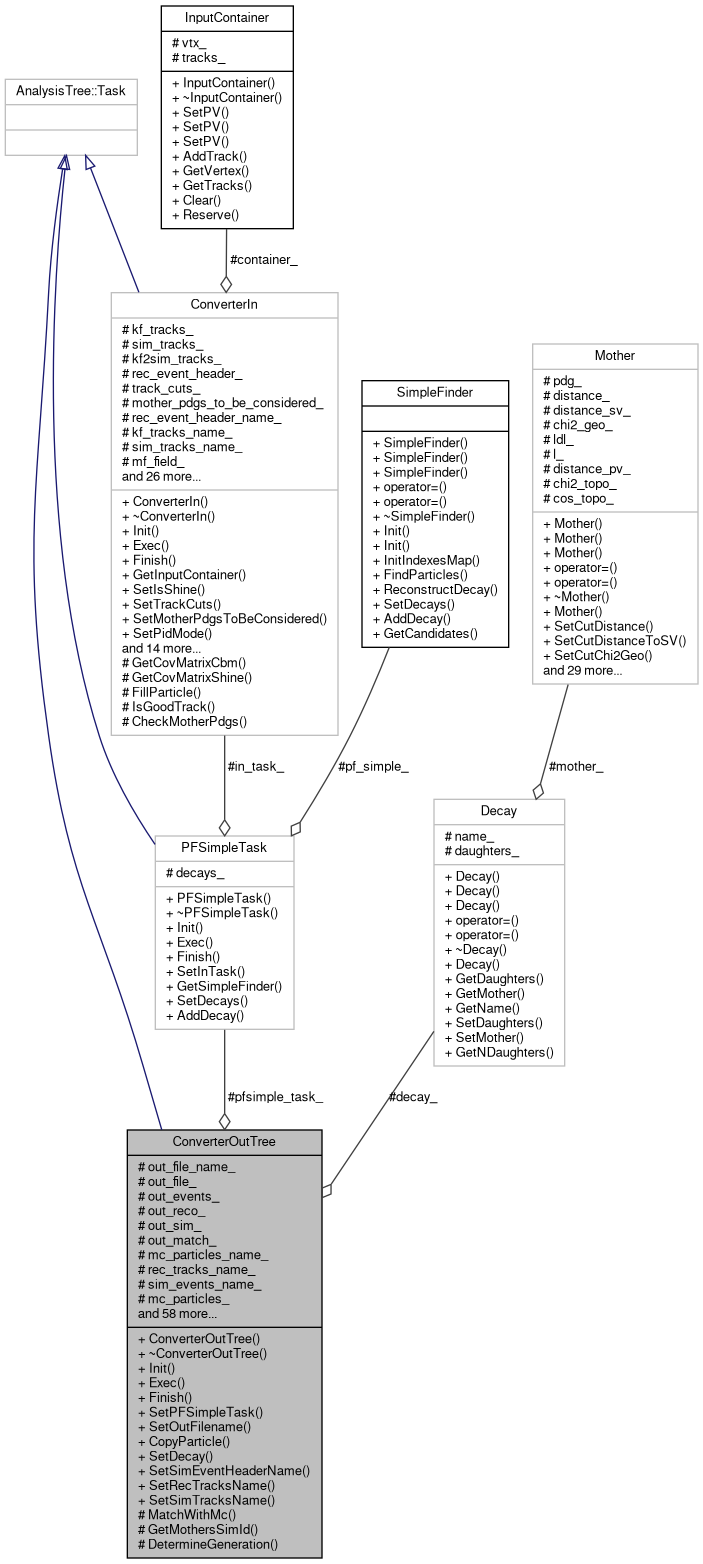 InputContainer
# vtx_
# tracks_
+ InputContainer()
+ ~InputContainer()
+ SetPV()
+ SetPV()
+ SetPV()
+ AddTrack()
+ GetVertex()
+ GetTracks()
+ Clear()
+ Reserve()
AnalysisTree::Task
#container_
ConverterIn
# kf_tracks_
# sim_tracks_
# kf2sim_tracks_
# rec_event_header_
# track_cuts_
# mother_pdgs_to_be_considered_
# rec_event_header_name_
# kf_tracks_name_
# sim_tracks_name_
# mf_field_
and 26 more...
+ ConverterIn()
+ ~ConverterIn()
+ Init()
+ Exec()
+ Finish()
+ GetInputContainer()
+ SetIsShine()
+ SetTrackCuts()
+ SetMotherPdgsToBeConsidered()
+ SetPidMode()
and 14 more...
# GetCovMatrixCbm()
# GetCovMatrixShine()
# FillParticle()
# IsGoodTrack()
# CheckMotherPdgs()
SimpleFinder
+ SimpleFinder()
+ SimpleFinder()
+ SimpleFinder()
+ operator=()
+ operator=()
+ ~SimpleFinder()
+ Init()
+ Init()
+ InitIndexesMap()
+ FindParticles()
+ ReconstructDecay()
+ SetDecays()
+ AddDecay()
+ GetCandidates()
Mother
# pdg_
# distance_
# distance_sv_
# chi2_geo_
# ldl_
# l_
# distance_pv_
# chi2_topo_
# cos_topo_
+ Mother()
+ Mother()
+ Mother()
+ operator=()
+ operator=()
+ ~Mother()
+ Mother()
+ SetCutDistance()
+ SetCutDistanceToSV()
+ SetCutChi2Geo()
and 29 more...
#in_task_
#pf_simple_
#mother_
PFSimpleTask
# decays_
+ PFSimpleTask()
+ ~PFSimpleTask()
+ Init()
+ Exec()
+ Finish()
+ SetInTask()
+ GetSimpleFinder()
+ SetDecays()
+ AddDecay()
Decay
# name_
# daughters_
+ Decay()
+ Decay()
+ Decay()
+ operator=()
+ operator=()
+ ~Decay()
+ Decay()
+ GetDaughters()
+ GetMother()
+ GetName()
+ SetDaughters()
+ SetMother()
+ GetNDaughters()
#pfsimple_task_
#decay_
ConverterOutTree
# out_file_name_
# out_file_
# out_events_
# out_reco_
# out_sim_
# out_match_
# mc_particles_name_
# rec_tracks_name_
# sim_events_name_
# mc_particles_
and 58 more...
+ ConverterOutTree()
+ ~ConverterOutTree()
+ Init()
+ Exec()
+ Finish()
+ SetPFSimpleTask()
+ SetOutFilename()
+ CopyParticle()
+ SetDecay()
+ SetSimEventHeaderName()
+ SetRecTracksName()
+ SetSimTracksName()
# MatchWithMc()
# GetMothersSimId()
# DetermineGeneration()